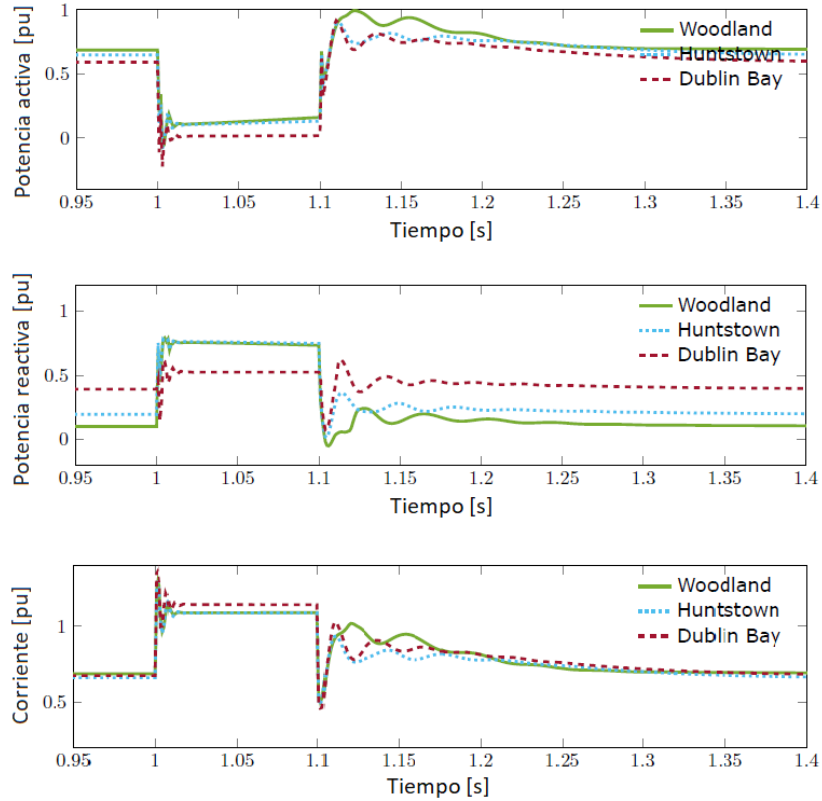 Potencia activa [pu]
1
0.5
0
Woodland
Huntstown
Dublin Bay
0.95 1 1.05 1.1 1.15 1.2 1.25 1.3 1.35 1.4
Tiempo [s]
Potencia reactiva [pu]
1
0.5
0
Woodland
Huntstown
Dublin Bay
0.95 1 1.05 1.1 1.15 1.2 1.25 1.3 1.35 1.4
Tiempo [s]
Corriente [pu]
1
0.5
Woodland
Huntstown
Dublin Bay
0.95 1 1.05 1.1 1.15 1.2 1.25 1.3 1.35 1.4
Tiempo [s]